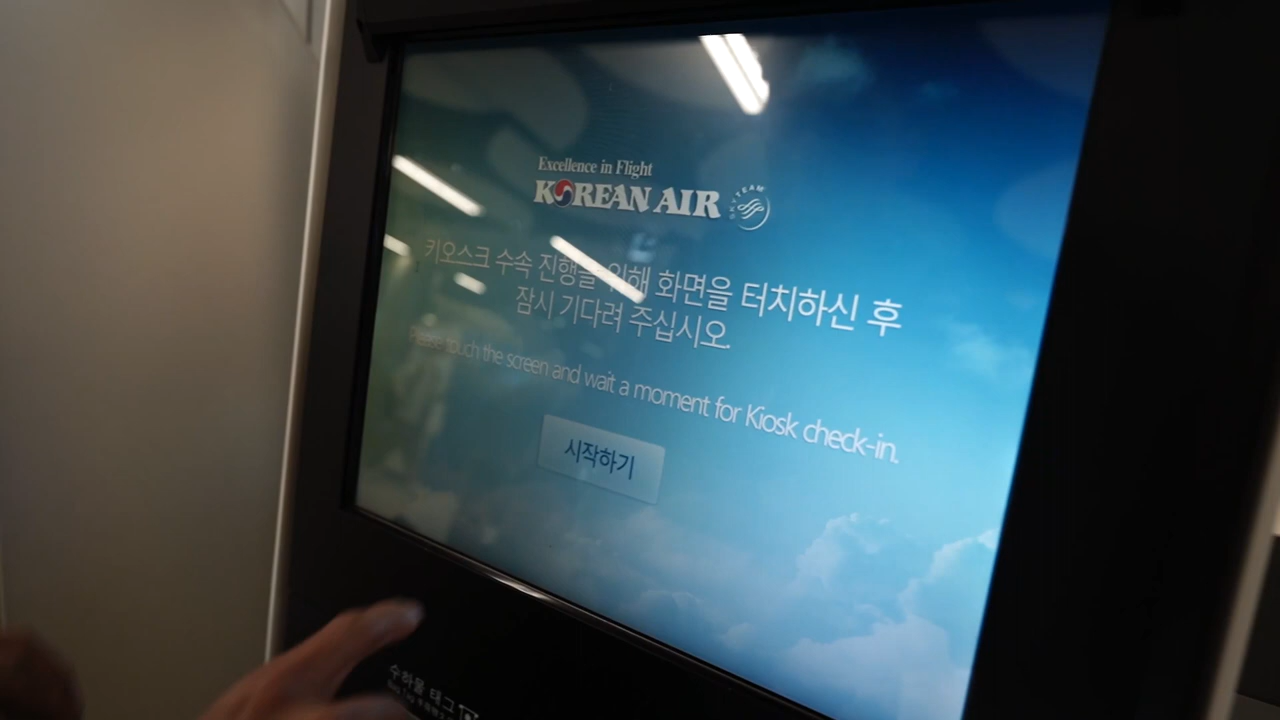 Excellence in Flight
KOREAN AIR
SKYTEAM
키오스크 수속 진행을 위해 화면을 터치하신 후
잠시 기다려 주십시오.
Please touch the screen and wait a moment for Kiosk check-in.
시작하기
수하물 태그
Bag Tag